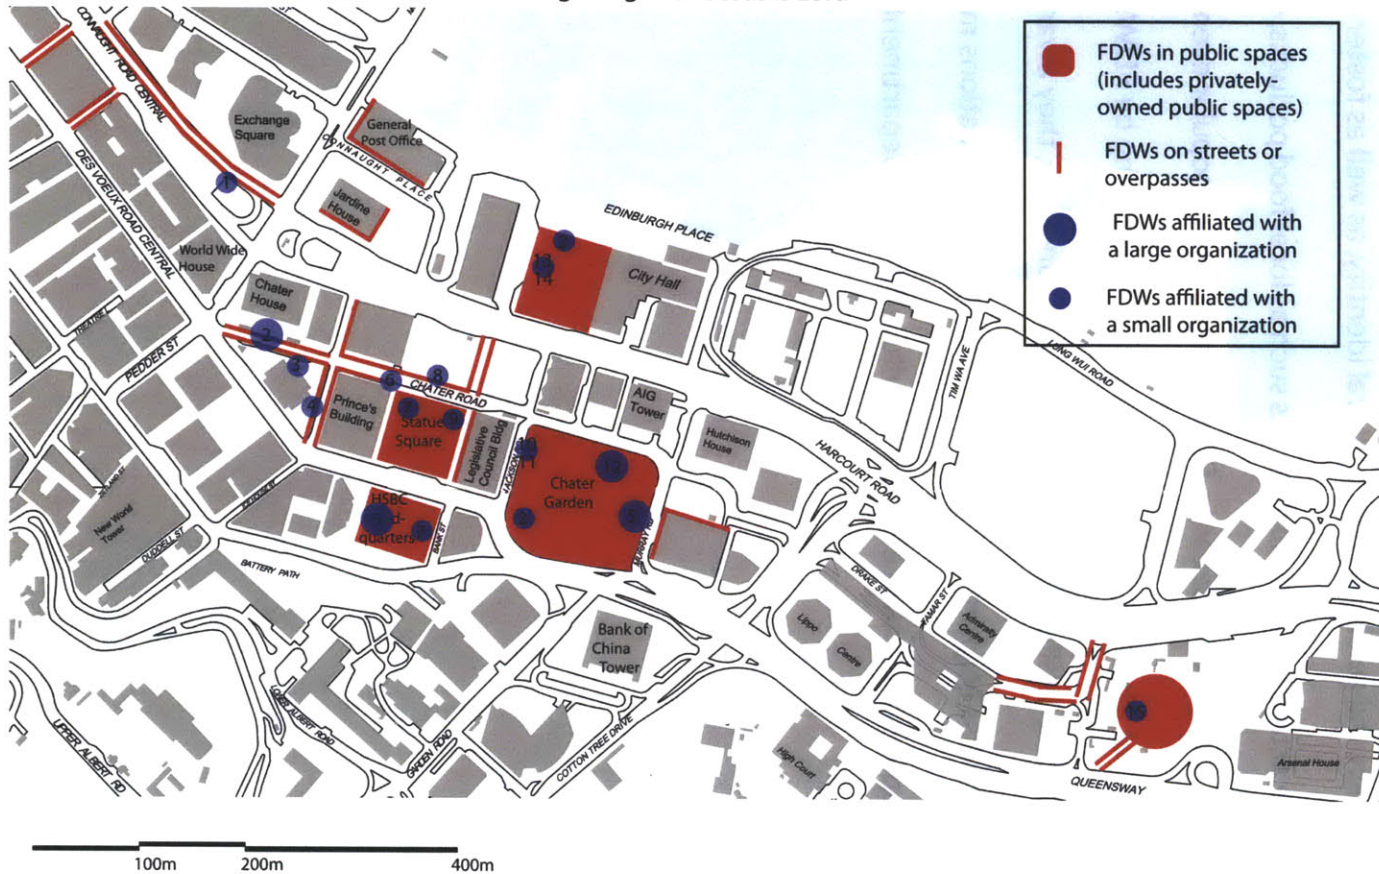 FDWs in public spaces
(includes privately-
owned public spaces)
FDWs on streets or
overpasses
FDWs affiliated with
a large organization
FDWs affiliated with
a small organization
CONNAUGHT ROAD CENTRAL
Exchange
Square
General
Post Office
CONNAUGHT PLACE
Jardine
House
DES VOEUX ROAD CENTRAL
World Wide
House
Chater
House
EDINBURGH PLACE
City Hall
13
14
1
2
3
4
6
8
PEDDER ST
CHATER ROAD
Prince's
Building
Statue
Square
Legislative
Council Bldg
JACKSON
11
Chater
Garden
12
5
AIG
Tower
Hutchison
House
TIM WA AVE
LUNG WUI ROAD
HARCOURT ROAD
HSBC
quarters
BANK ST
New World
Tower
DUDDELL ST
BATTERY PATH
Bank of
China
Tower
Lippo
Centre
DRAKE ST
TAMAR ST
Admiralty
Centre
15
UPPER ALBERT
RD
LOWER ALBERT
ROAD
GARDEN ROAD
COTTON TREE DRIVE
High Court
QUEENSWAY
Arsenal House
100m
200m
400m